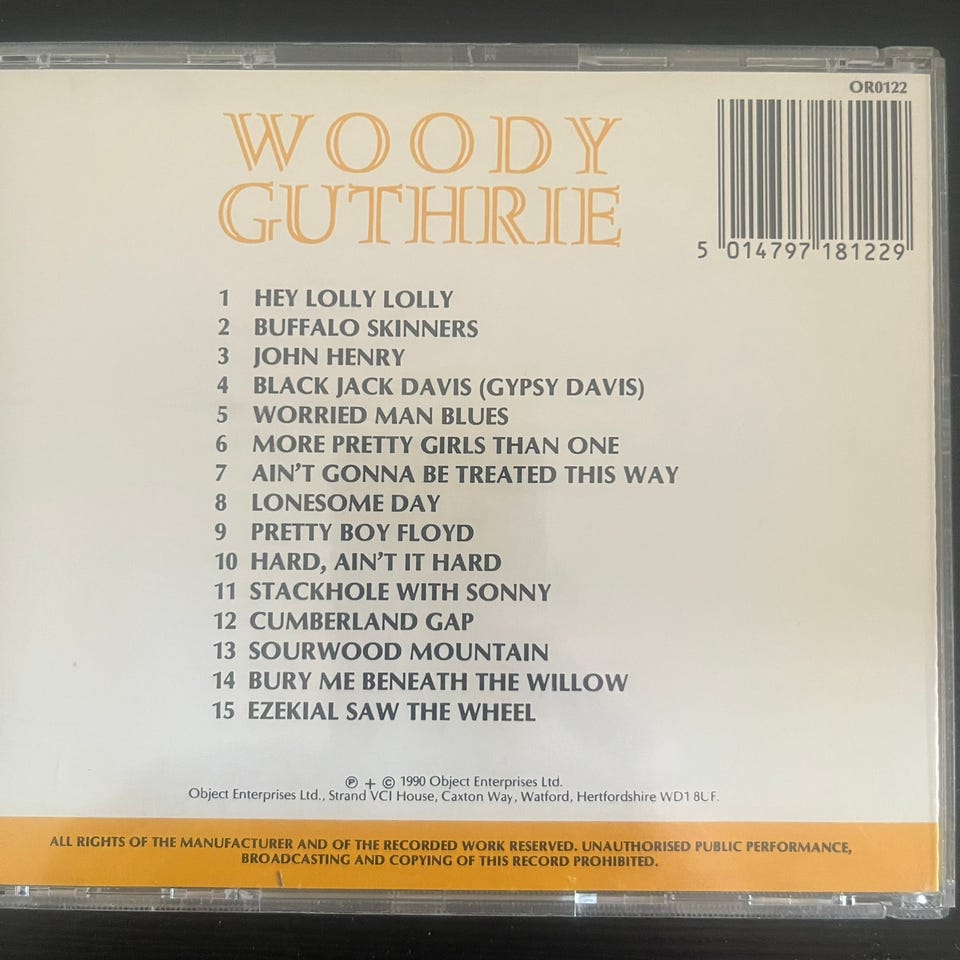 OR0122
WOODY
GUTHRIE
5 014797 181229
1 HEY LOLLY LOLLY
2 BUFFALO SKINNERS
3 JOHN HENRY
4 BLACK JACK DAVIS (GYPSY DAVIS)
5 WORRIED MAN BLUES
6 MORE PRETTY GIRLS THAN ONE
7 AIN'T GONNA BE TREATED THIS WAY
8 LONESOME DAY
9 PRETTY BOY FLOYD
10 HARD, AIN'T IT HARD
11 STACKHOLE WITH SONNY
12 CUMBERLAND GAP
13 SOURWOOD MOUNTAIN
14 BURY ME BENEATH THE WILLOW
15 EZEKIAL SAW THE WHEEL
℗ + © 1990 Object Enterprises Ltd.
Object Enterprises Ltd., Strand VCI House, Caxton Way, Watford, Hertfordshire WD1 8UF.
ALL RIGHTS OF THE MANUFACTURER AND OF THE RECORDED WORK RESERVED. UNAUTHORISED PUBLIC PERFORMANCE,
BROADCASTING AND COPYING OF THIS RECORD PROHIBITED.